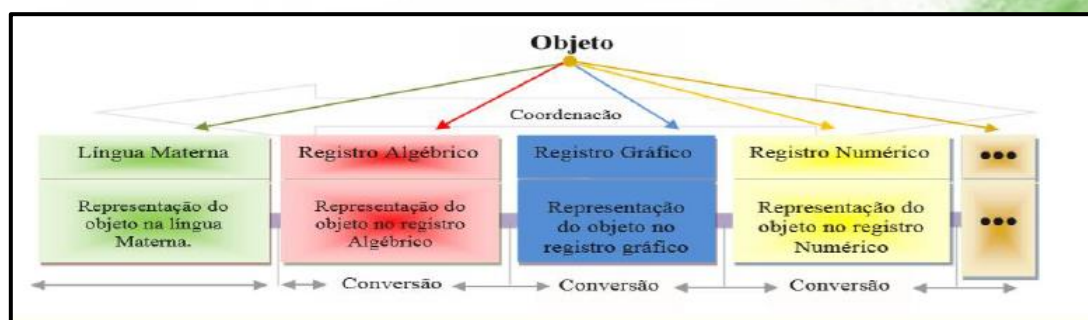 Objeto
Coordenacão
Língua Materna
Registro Algébrico
Registro Gráfico
Registro Numérico
•••
Representação do
objeto na língua
Materna.
Representação do
objeto no registro
Algébrico
Representação
do objeto no
registro gráfico
Representação do
objeto no registro
Numérico
•••
Conversão
Conversão
Conversão